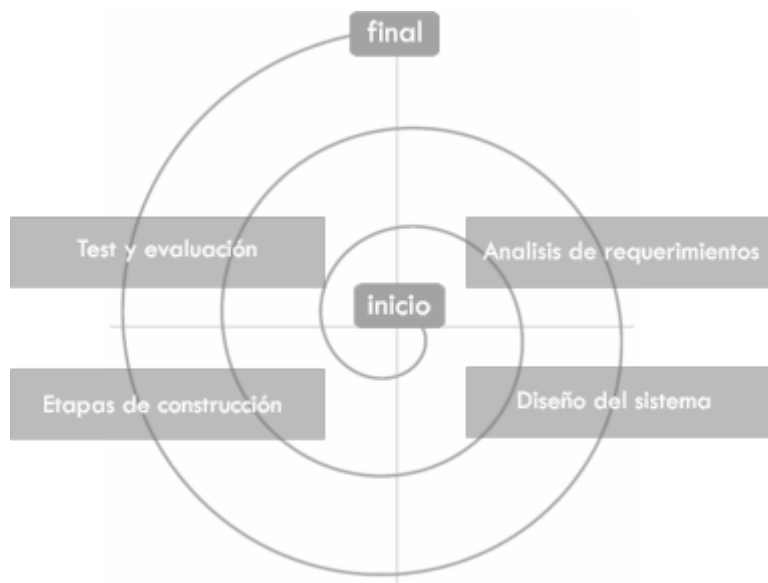 final
Test y evaluación
Analisis de requerimientos
inicio
Etapas de construcción
Diseño del sistema